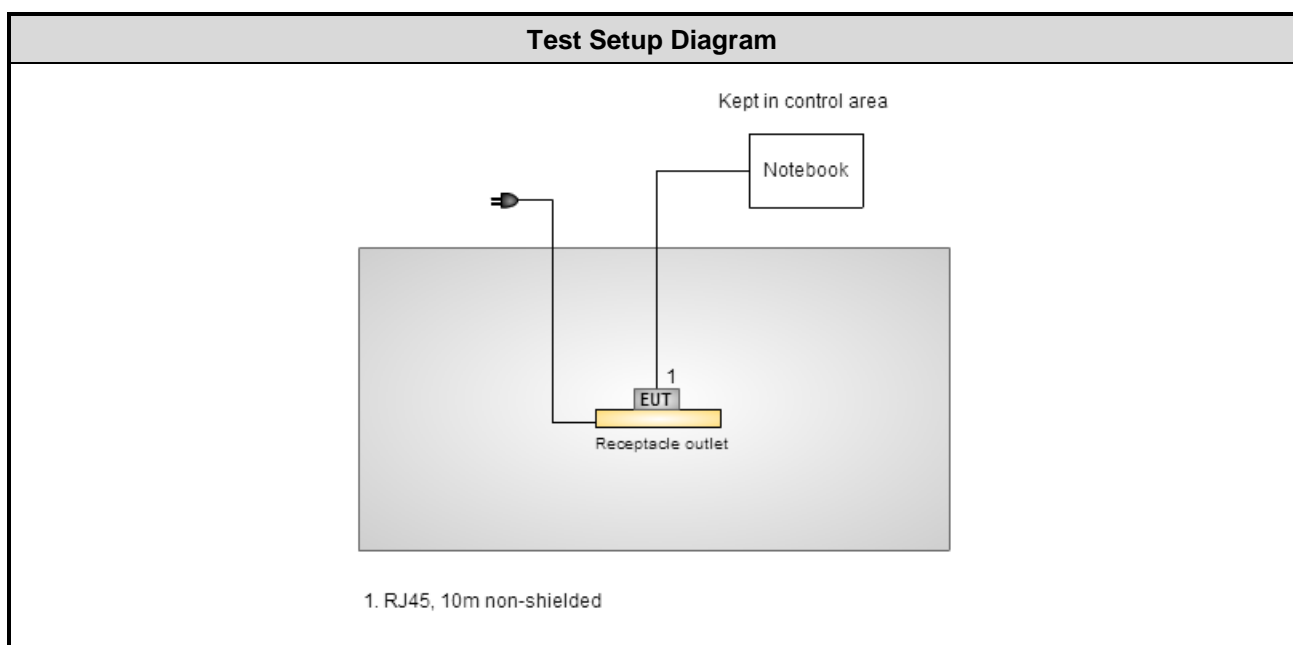 Test Setup Diagram
Kept in control area
Notebook
1
EUT
Receptacle outlet
1. RJ45, 10m non-shielded